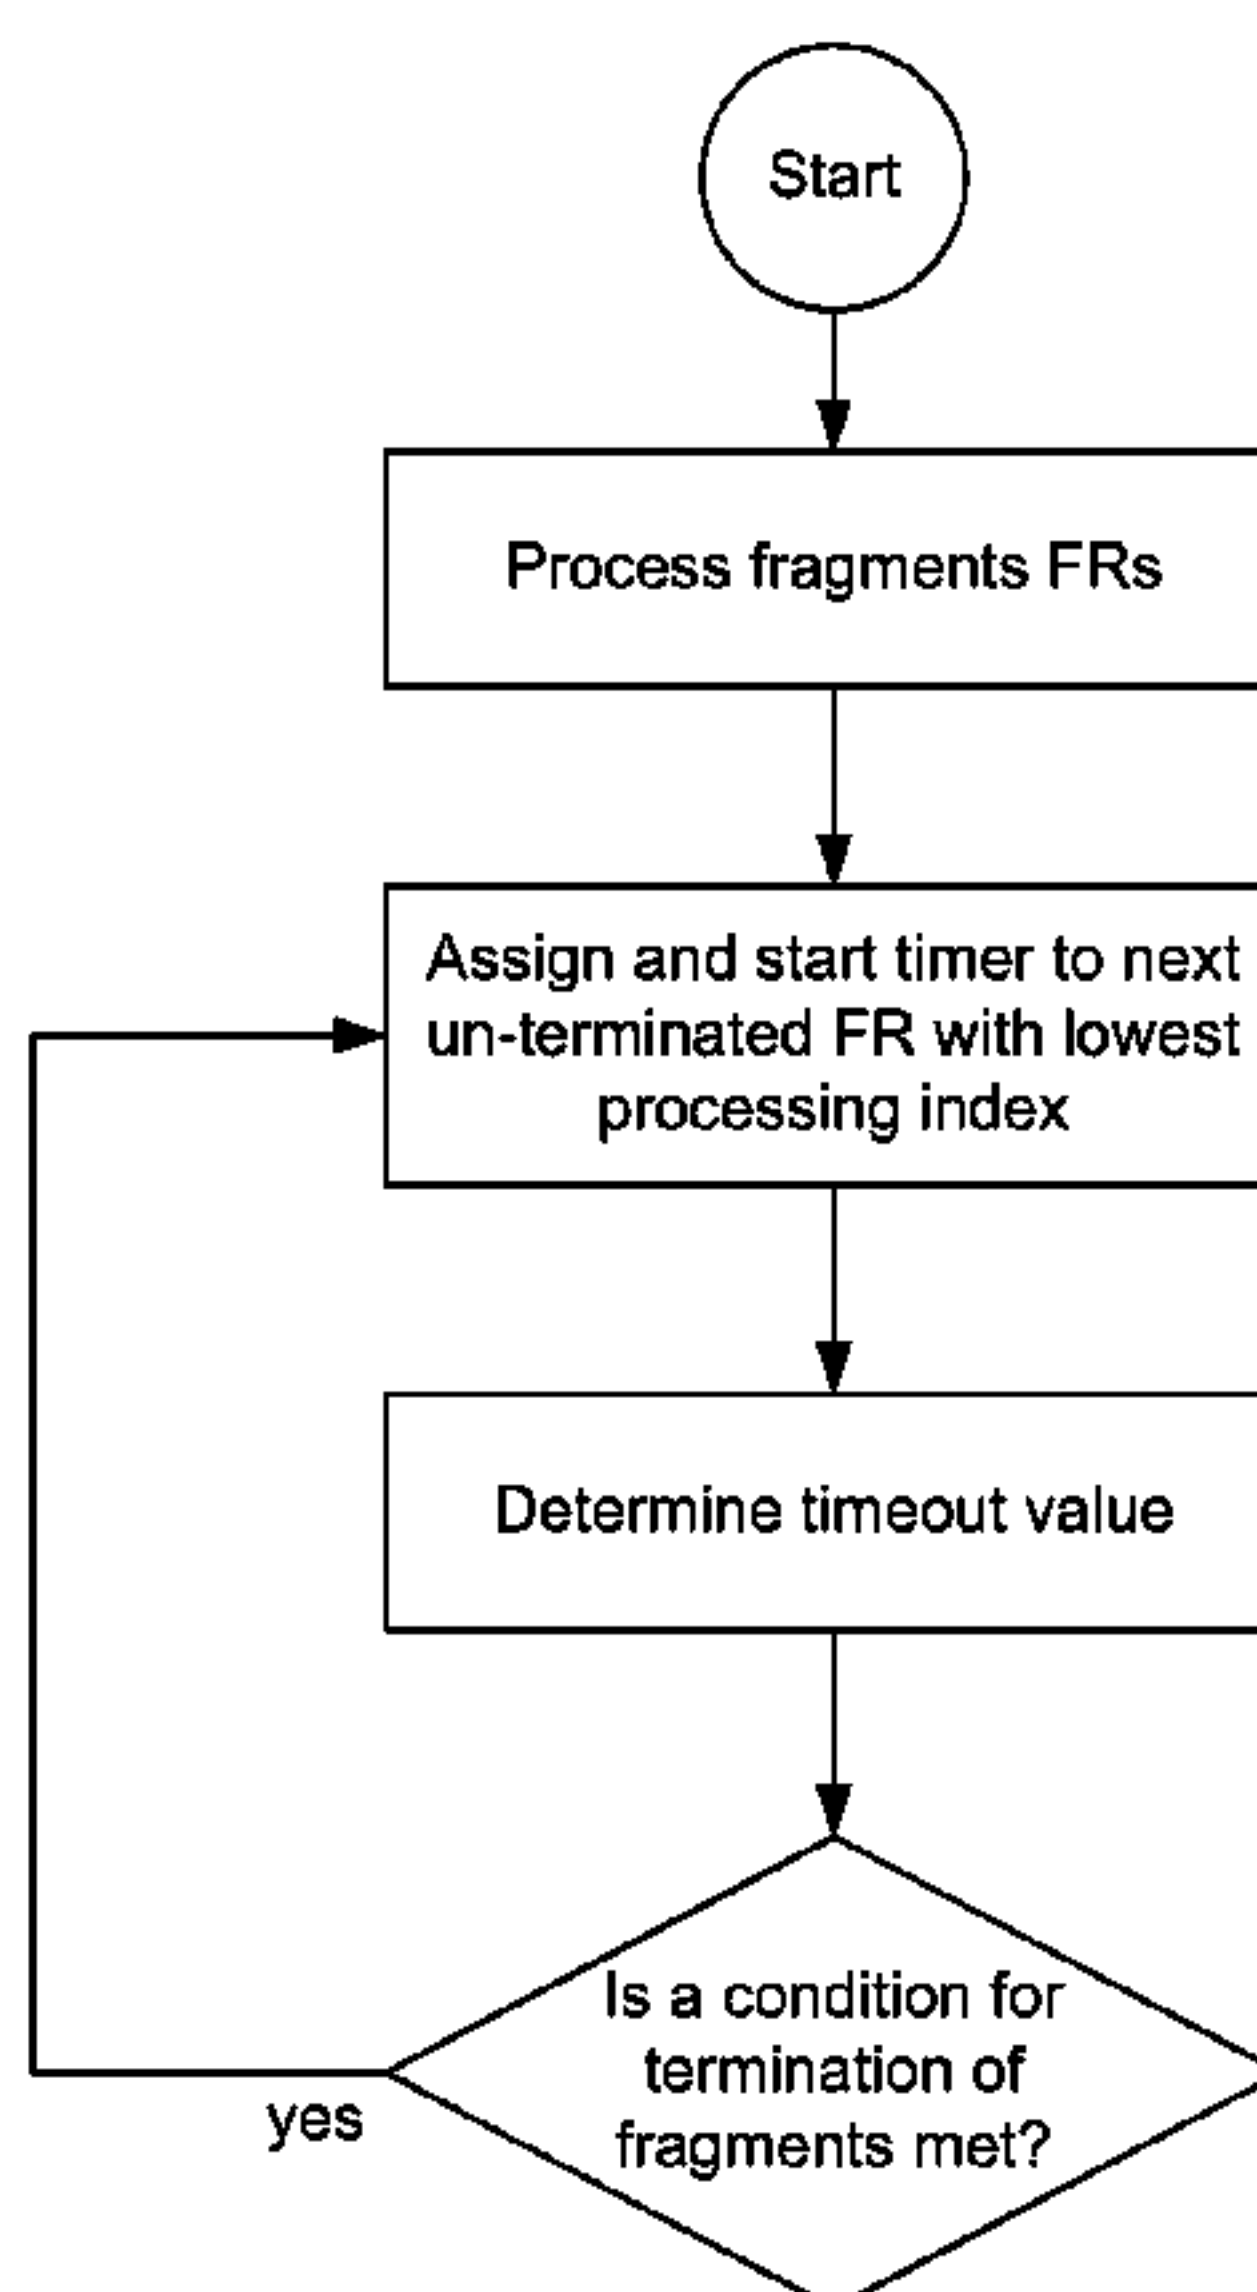 Start
Process fragments FRs
Assign and start timer to next
un-terminated FR with lowest
processing index
Determine timeout value
Is a condition for
termination of
fragments met?
yes